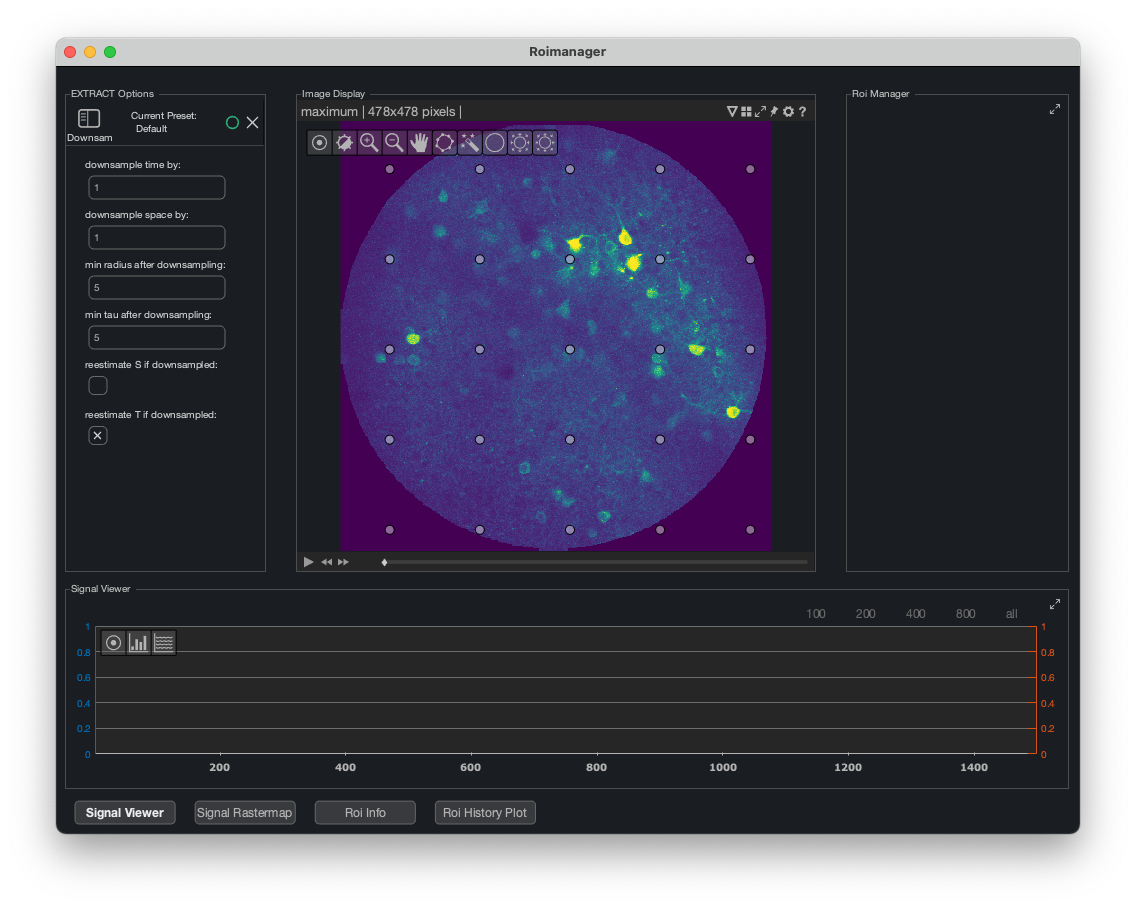 Roimanager
EXTRACT Options
Downsam
Current Preset:
Default
downsample time by:
1
downsample space by:
1
min radius after downsampling:
5
min tau after downsampling:
5
reestimate S if downsampled:
reestimate T if downsampled:
Image Display
maximum | 478x478 pixels |
?
Roi Manager
Signal Viewer
100 200 400 800 all
1 1
0.8 0.8
0.6 0.6
0.4 0.4
0.2 0.2
0 0
200 400 600 800 1000 1200 1400
Signal Viewer Signal Rastermap Roi Info Roi History Plot